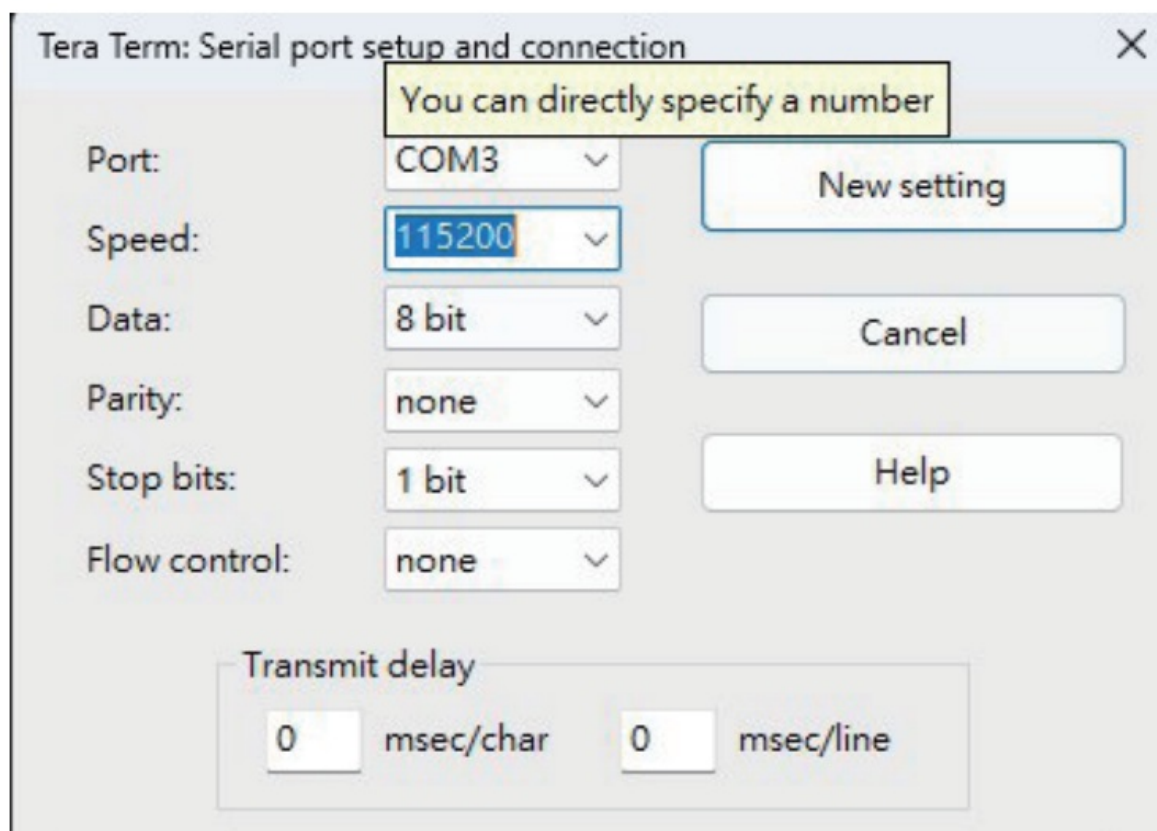 Tera Term: Serial port setup and connection
You can directly specify a number
Port: COM3 New setting
Speed: 115200
Data: 8 bit Cancel
Parity: none
Stop bits: 1 bit Help
Flow control: none
Transmit delay
0 msec/char 0 msec/line